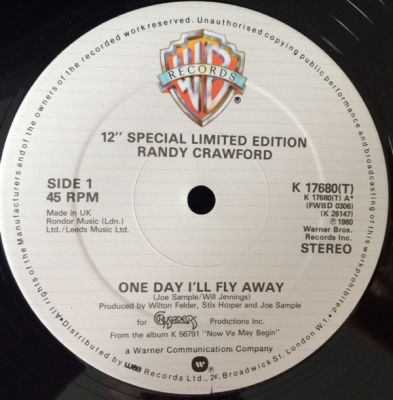 All rights of the Manufacturers and of the owners of the recorded work reserved. Unauthorised copying public performance and broadcasting of this record prohibited.
WB
RECORDS
12" SPECIAL LIMITED EDITION
RANDY CRAWFORD
SIDE 1
45 RPM
Made in UK
Rondor Music (Ldn.)
Ltd./Leeds Music Ltd.
K 17680(T)
K 17680(T) A*
(FWBD 0306)
(K 26147)
℗ 1980
Warner Bros.
Records Inc.
STEREO
ONE DAY I'LL FLY AWAY
(Joe Sample/Will Jennings)
Produced by Wilton Felder, Stix Hooper and Joe Sample
for Crusaders Productions Inc.
From the album K 56791 "Now We May Begin"
a Warner Communication Company
W
•Distributed by wea Records Ltd., 20, Broadwick St. London W1.•